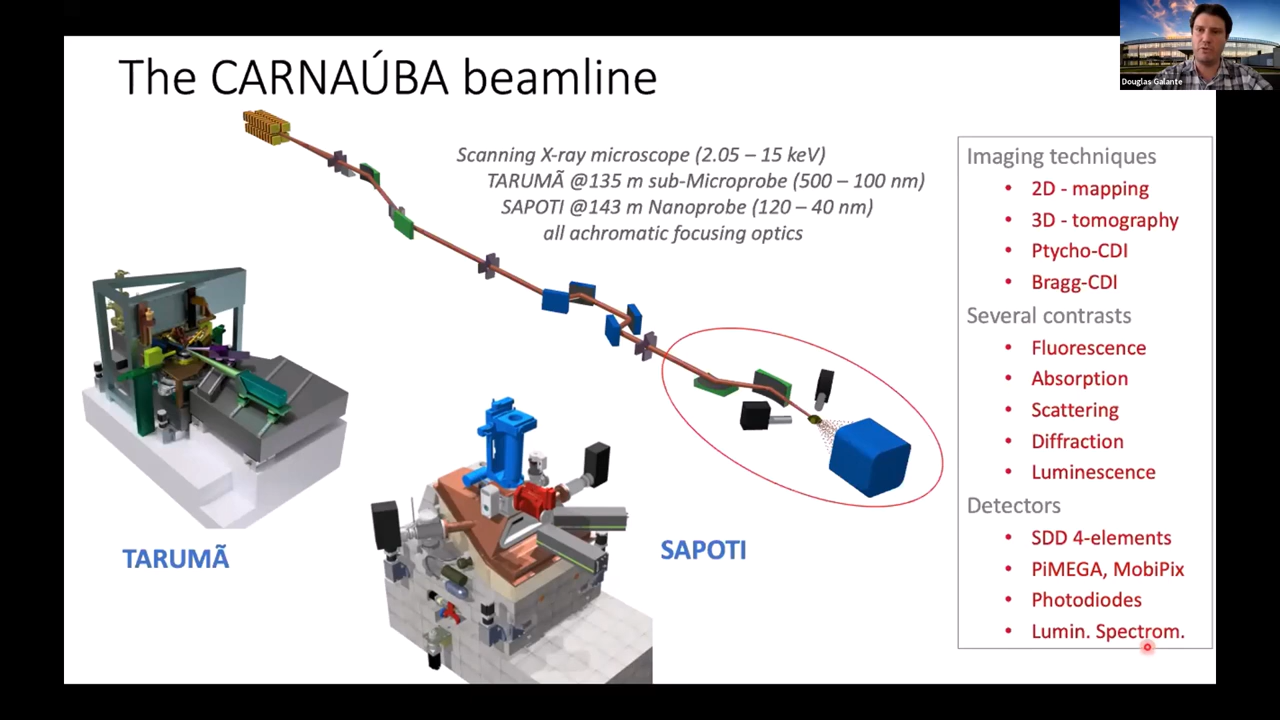 The CARNAÚBA beamline
Douglas Galante
Scanning X-ray microscope (2.05 – 15 keV)
TARUMÃ @135 m sub-Microprobe (500 – 100 nm)
SAPOTI @143 m Nanoprobe (120 – 40 nm)
all achromatic focusing optics
TARUMÃ
SAPOTI
Imaging techniques
• 2D - mapping
• 3D - tomography
• Ptycho-CDI
• Bragg-CDI
Several contrasts
• Fluorescence
• Absorption
• Scattering
• Diffraction
• Luminescence
Detectors
• SDD 4-elements
• PiMEGA, MobiPix
• Photodiodes
• Lumin. Spectrom.